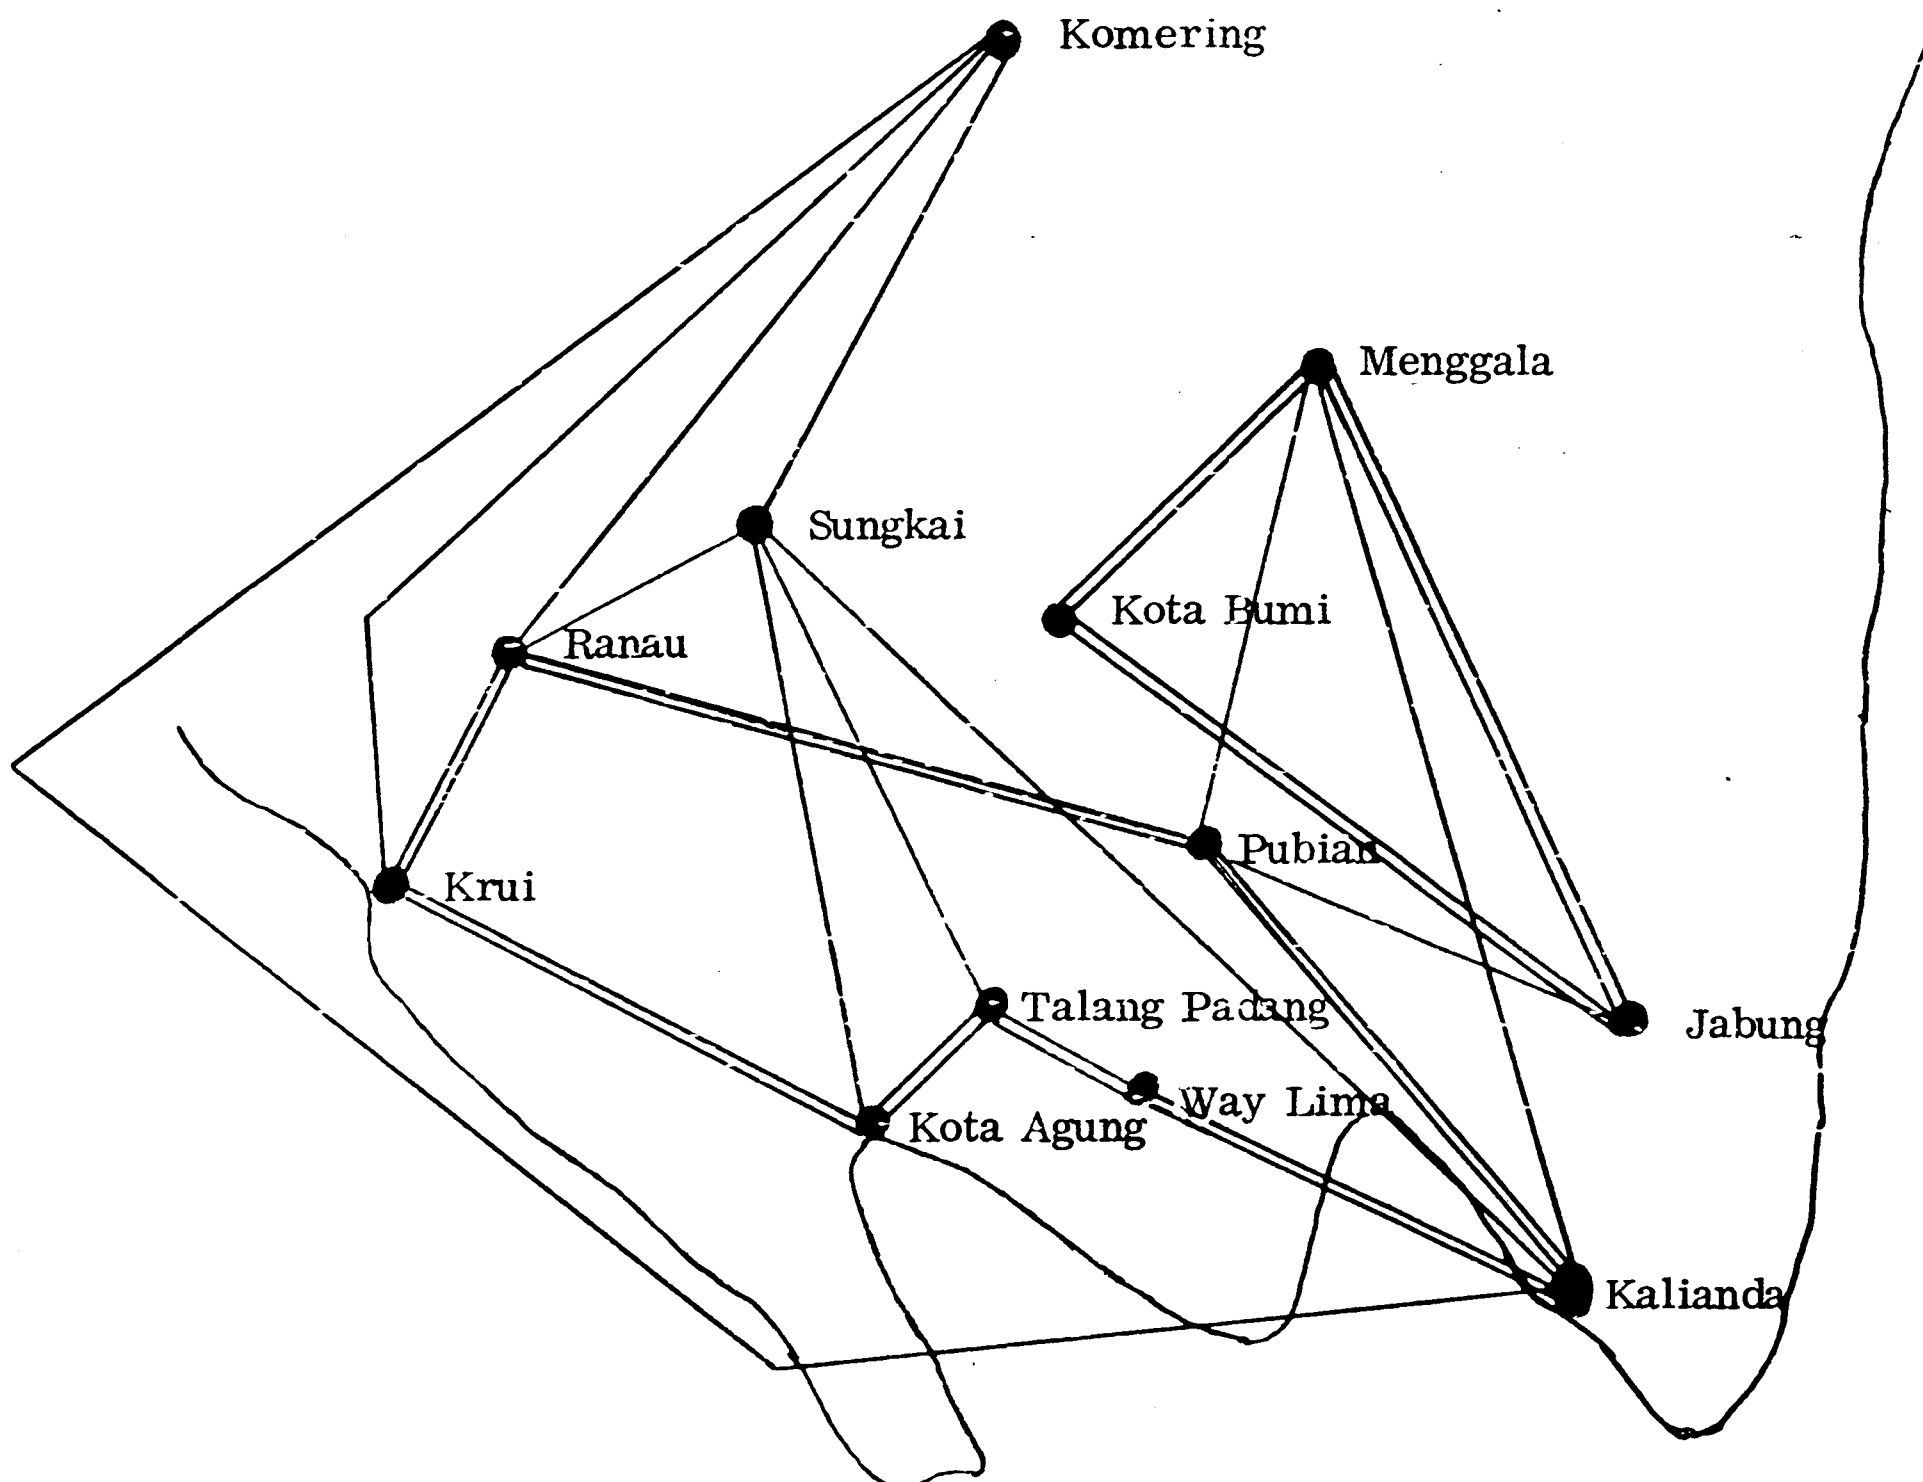 Komering
Menggala
Sungkai
Kota Bumi
Ranau
Pubian
Krui
Talang Padang
Jabung
Way Lima
Kota Agung
Kalianda